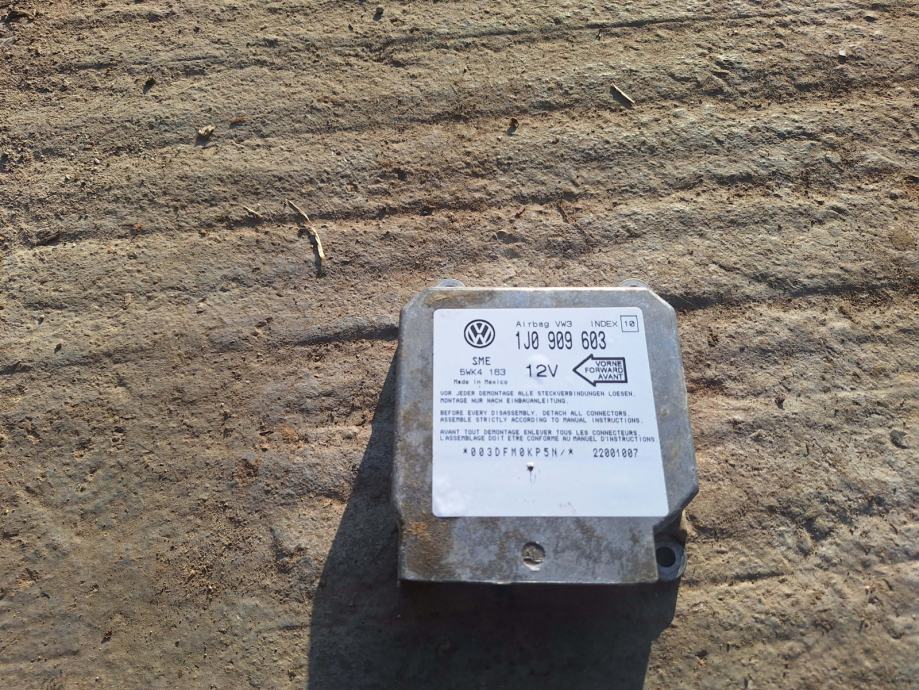 Airbag VW3 INDEX 10
1J0 909 603
SME
5WK4 183
12V
VORNE
FORWARD
AVANT
Made in Mexico
VOR JEDER DEMONTAGE ALLE STECKVERBINDUNGEN LOESEN.
MONTAGE NUR NACH EINBAUANLEITUNG.
BEFORE EVERY DISASSEMBLY, DETACH ALL CONNECTORS.
ASSEMBLE STRICTLY ACCORDING TO MANUAL INSTRUCTIONS.
AVANT TOUT DEMONTAGE ENLEVER TOUS LES CONNECTEURS.
L'ASSEMBLAGE DOIT ETRE CONFORME AU MANUEL D'INSTRUCTIONS
*003DFM0KP5N/* 22001007